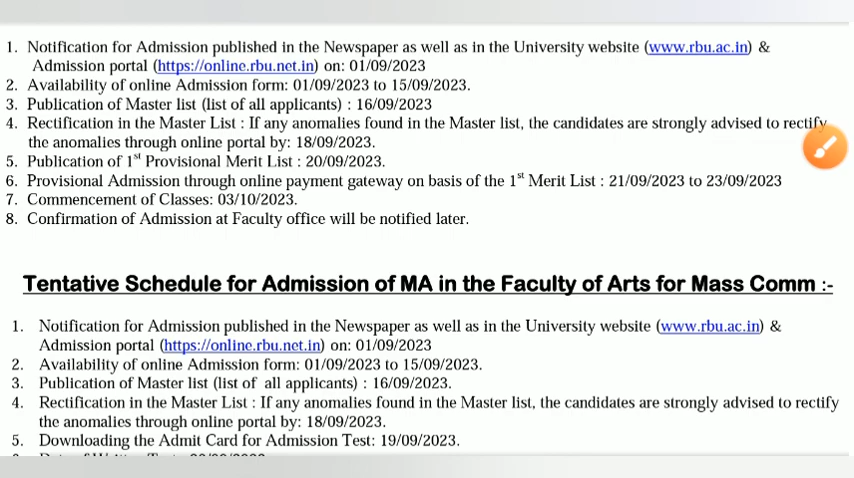 1. Notification for Admission published in the Newspaper as well as in the University website (www.rbu.ac.in) &
Admission portal (https://online.rbu.net.in) on: 01/09/2023
2. Availability of online Admission form: 01/09/2023 to 15/09/2023.
3. Publication of Master list (list of all applicants) : 16/09/2023
4. Rectification in the Master List : If any anomalies found in the Master list, the candidates are strongly advised to rectify
the anomalies through online portal by: 18/09/2023.
5. Publication of 1st Provisional Merit List : 20/09/2023.
6. Provisional Admission through online payment gateway on basis of the 1st Merit List : 21/09/2023 to 23/09/2023
7. Commencement of Classes: 03/10/2023.
8. Confirmation of Admission at Faculty office will be notified later.
Tentative Schedule for Admission of MA in the Faculty of Arts for Mass Comm :-
1. Notification for Admission published in the Newspaper as well as in the University website (www.rbu.ac.in) &
Admission portal (https://online.rbu.net.in) on: 01/09/2023
2. Availability of online Admission form: 01/09/2023 to 15/09/2023.
3. Publication of Master list (list of all applicants) : 16/09/2023.
4. Rectification in the Master List : If any anomalies found in the Master list, the candidates are strongly advised to rectify
the anomalies through online portal by: 18/09/2023.
5. Downloading the Admit Card for Admission Test: 19/09/2023.